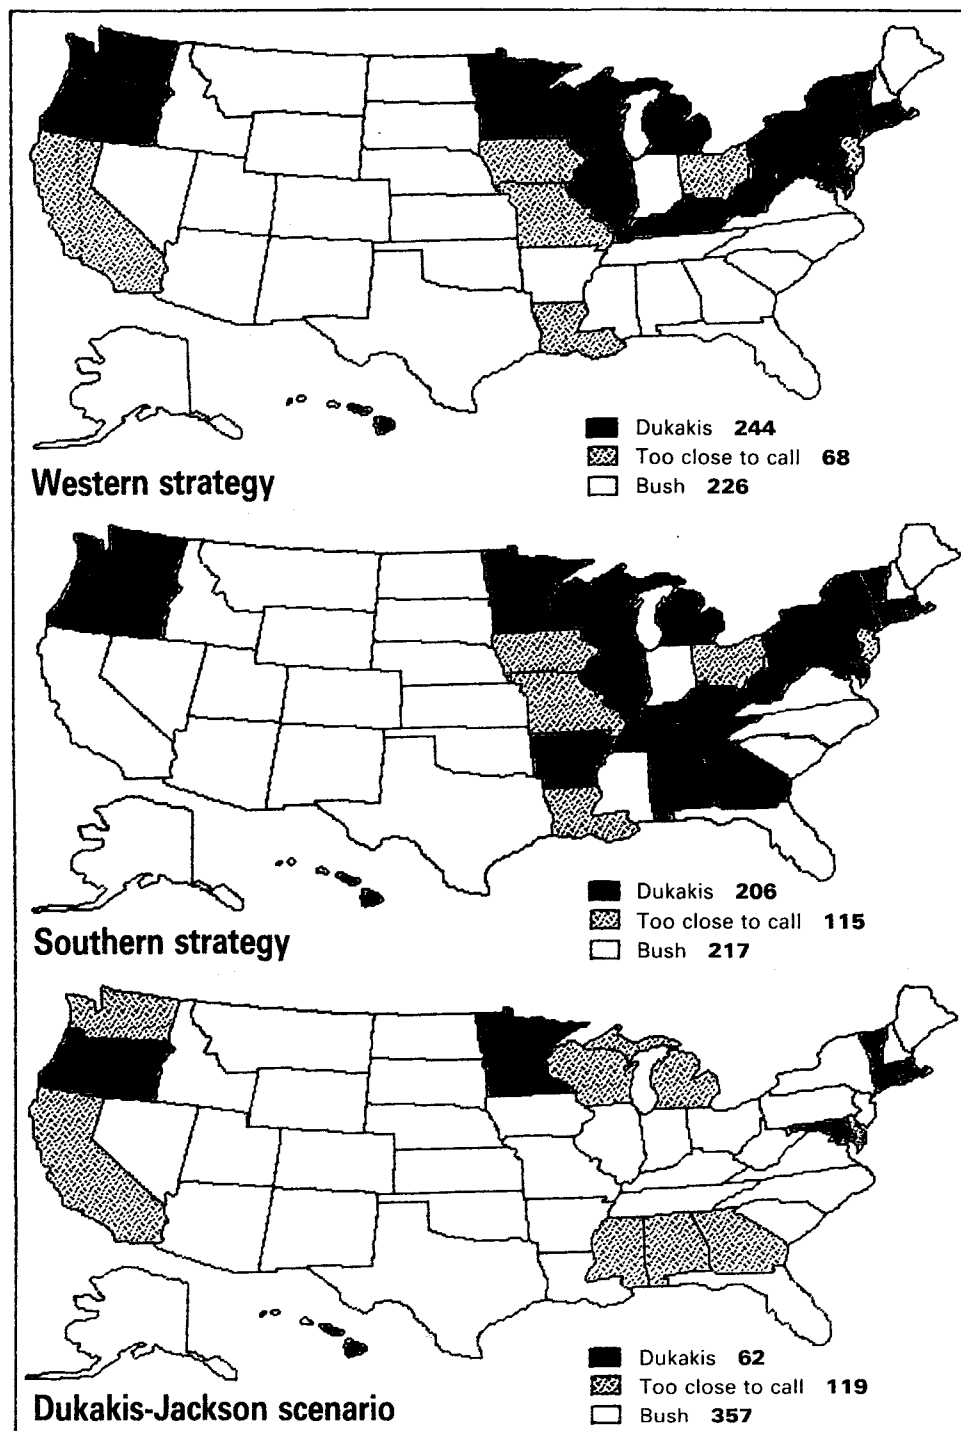 Dukakis 244
Too close to call 68
Bush 226
Western strategy
Dukakis 206
Too close to call 115
Bush 217
Southern strategy
Dukakis 62
Too close to call 119
Bush 357
Dukakis-Jackson scenario